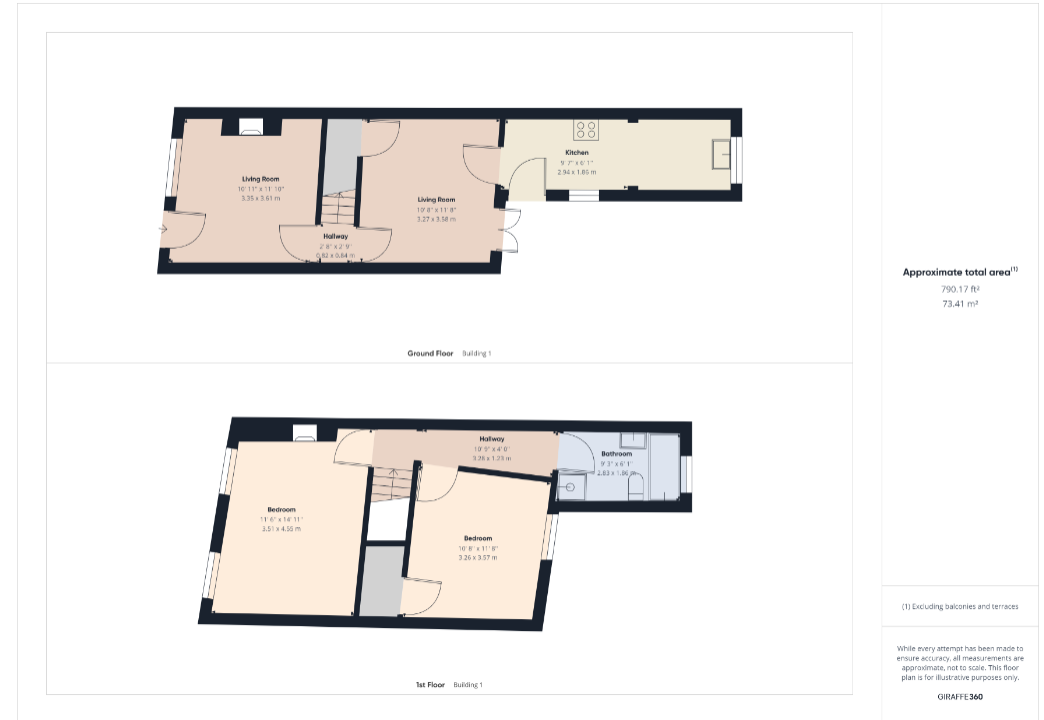 Living Room
10' 11" x 11' 10"
3.35 x 3.61 m
Living Room
10' 8" x 11' 8"
3.27 x 3.58 m
Hallway
2' 8" x 2' 9"
0.82 x 0.84 m
Kitchen
9' 7" x 6' 1"
2.94 x 1.86 m
Ground Floor Building 1
Hallway
10' 9" x 4' 0"
3.28 x 1.23 m
Bathroom
9' 3" x 6' 1"
2.83 x 1.86 m
Bedroom
11' 6" x 14' 11"
3.51 x 4.55 m
Bedroom
10' 8" x 11' 8"
3.26 x 3.57 m
1st Floor Building 1
Approximate total area(1)
790.17 ft²
73.41 m²
(1) Excluding balconies and terraces
While every attempt has been made to
ensure accuracy, all measurements are
approximate, not to scale. This floor
plan is for illustrative purposes only.
GIRAFFE360